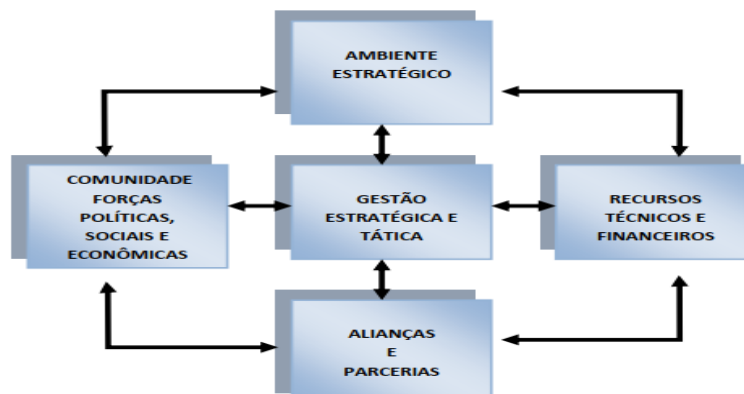 AMBIENTE
ESTRATÉGICO
COMUNIDADE
FORÇAS
POLÍTICAS,
SOCIAIS E
ECONÔMICAS
GESTÃO
ESTRATÉGICA E
TÁTICA
RECURSOS
TÉCNICOS E
FINANCEIROS
ALIANÇAS
E
PARCERIAS